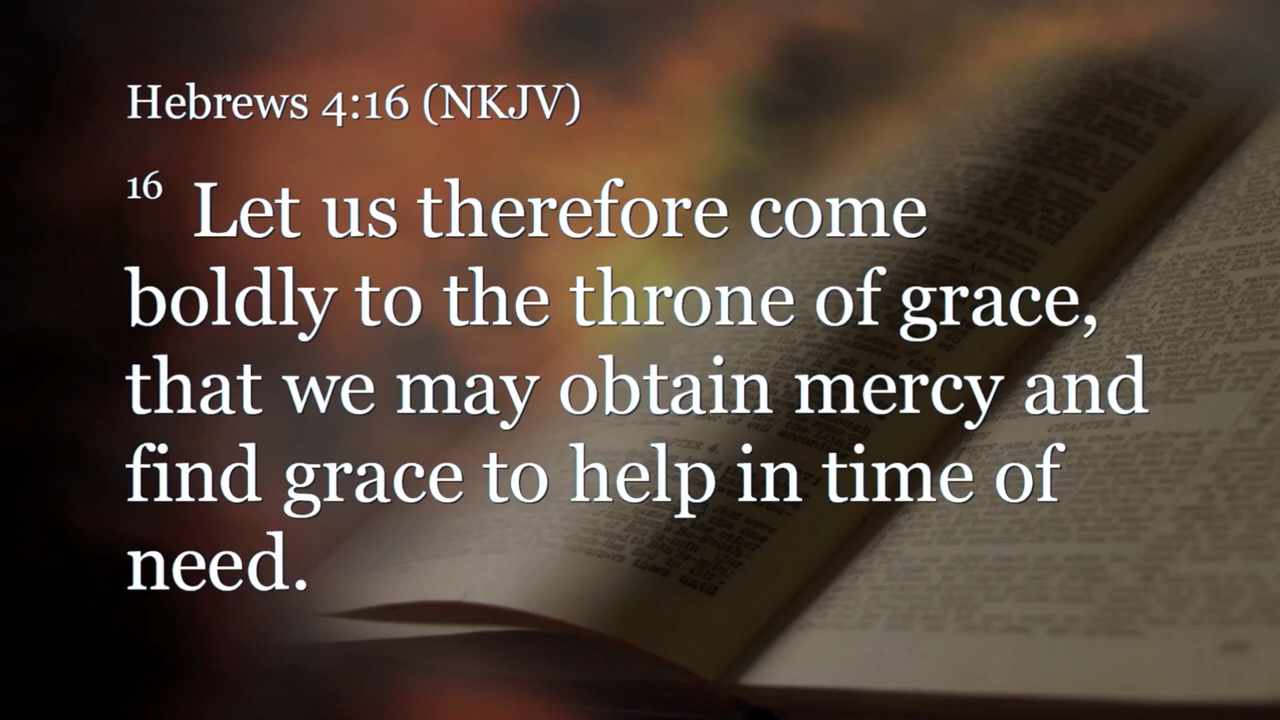 Hebrews 4:16 (NKJV)
16 Let us therefore come
boldly to the throne of grace,
that we may obtain mercy and
find grace to help in time of
need.